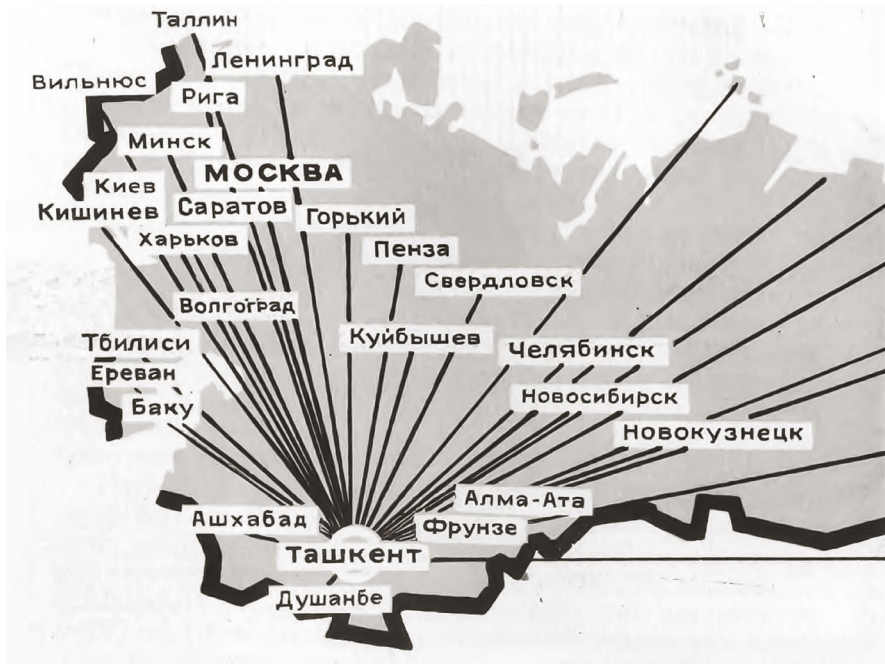 Таллин
Ленинград
Вильнюс
Рига
Минск
МОСКВА
Киев
Саратов
Кишинев
Горький
Харьков
Пенза
Свердловск
Волгоград
Куйбышев
Тбилиси
Челябинск
Ереван
Новосибирск
Баку
Новокузнецк
Алма-Ата
Ашхабад
Фрунзе
Ташкент
Душанбе